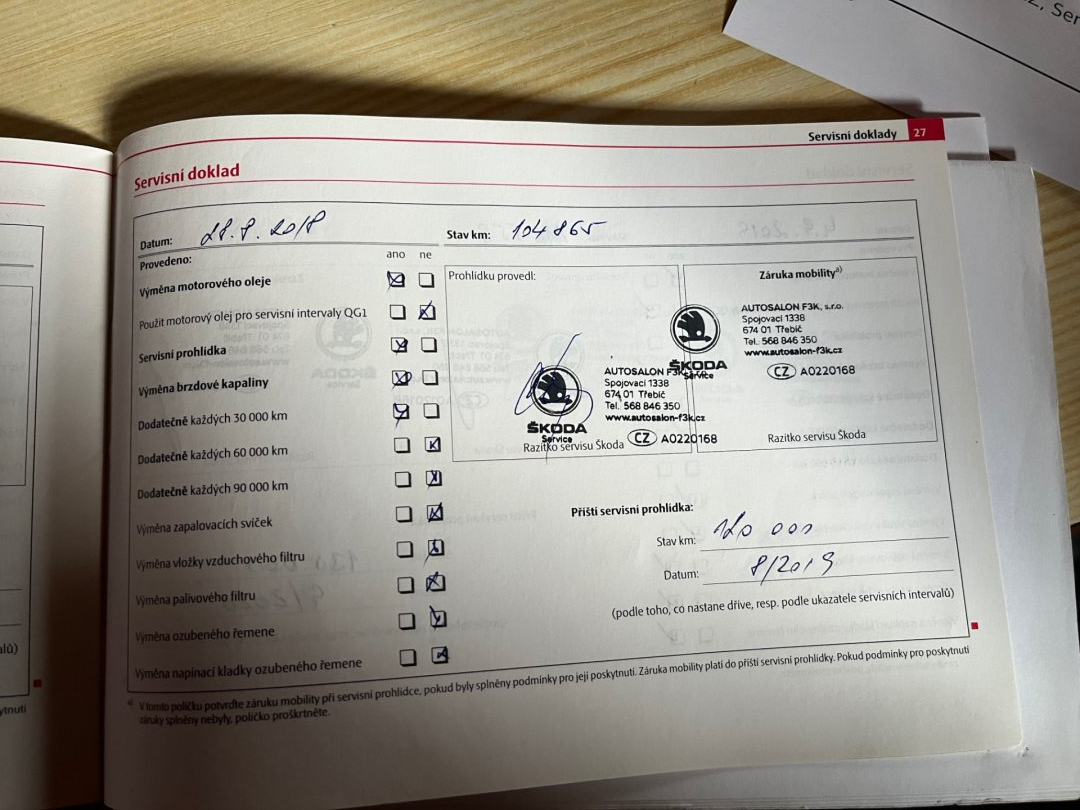 Servisní doklady 27
Servisní doklad
Datum: 28.8.2018
Stav km: 104 865
Provedeno: ano ne
Výměna motorového oleje
Použit motorový olej pro servisní intervaly QG1
Servisní prohlídka
Výměna brzdové kapaliny
Dodatečně každých 30 000 km
Dodatečně každých 60 000 km
Dodatečně každých 90 000 km
Výměna zapalovacích svíček
Výměna vložky vzduchového filtru
Výměna palivového filtru
Výměna ozubeného řemene
Výměna napínací kladky ozubeného řemene
Prohlídku provedl:
AUTOSALON F3K
Spojovací 1338
674 01 Třebíč
Tel. 568 846 350
www.autosalon-f3k.cz
ŠKODA
Service
CZ A0220168
Razítko servisu Škoda
Záruka mobility a)
AUTOSALON F3K, s.r.o.
Spojovací 1338
674 01 Třebíč
Tel. 568 846 350
www.autosalon-f3k.cz
ŠKODA
Service
CZ A0220168
Razítko servisu Škoda
Příští servisní prohlídka:
Stav km: 120 000
Datum: 8/2019
(podle toho, co nastane dříve, resp. podle ukazatele servisních intervalů)
a) V tomto políčku potvrďte záruku mobility při servisní prohlídce, pokud byly splněny podmínky pro její poskytnutí. Záruka mobility platí do příští servisní prohlídky. Pokud podmínky pro poskytnutí
záruky splněny nebyly, políčko proškrtněte.